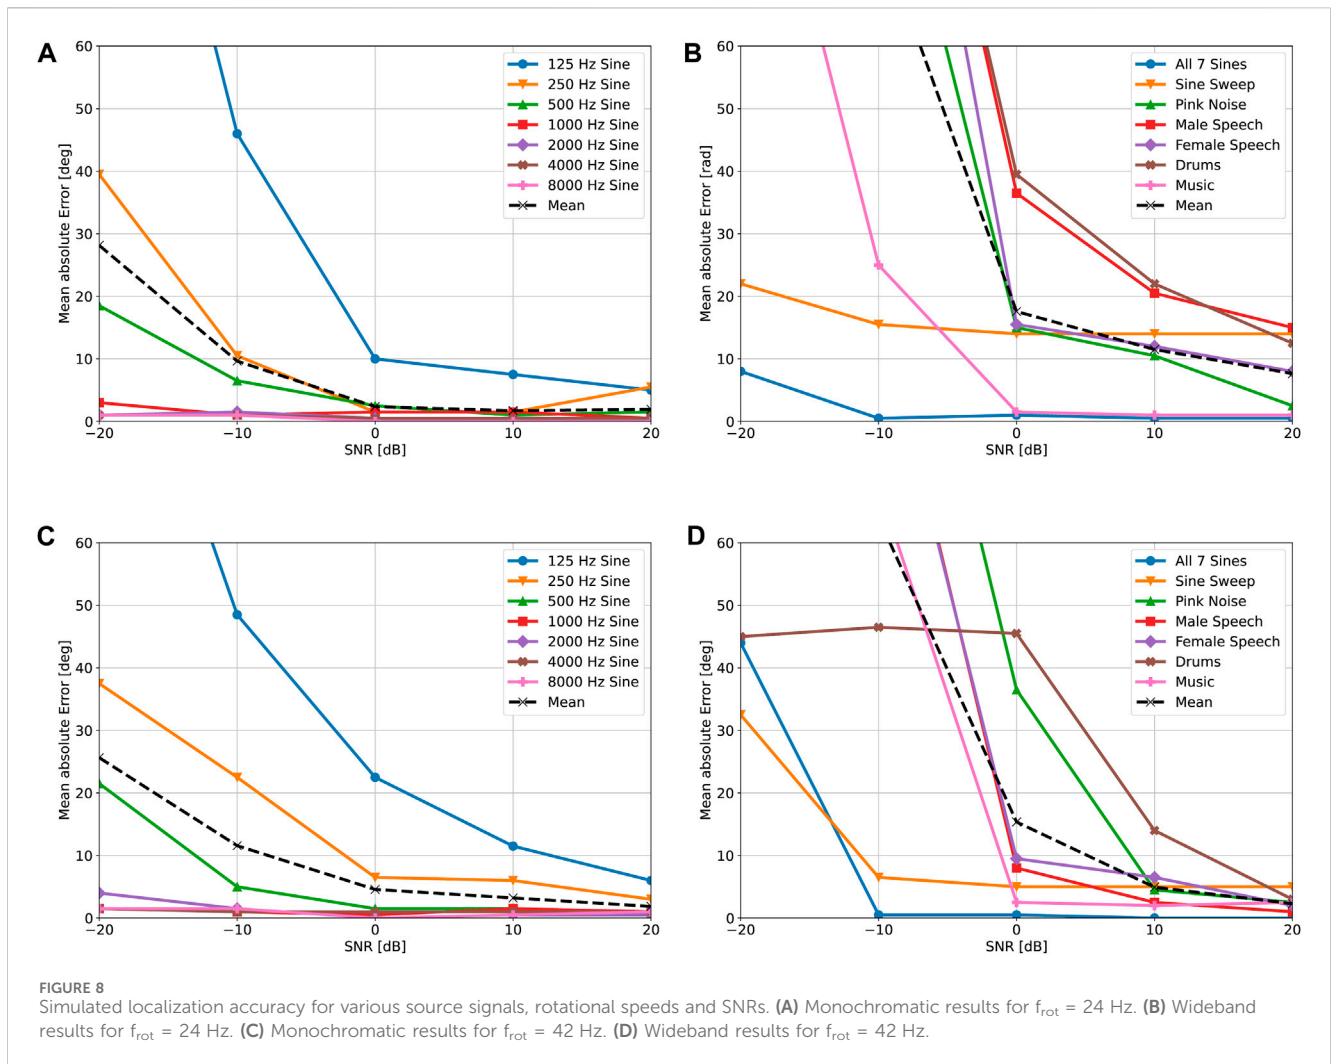 A
60
50
40
30
20
10
0
Mean absolute Error [deg]
−20
−10
0
10
20
SNR [dB]
125 Hz Sine
250 Hz Sine
500 Hz Sine
1000 Hz Sine
2000 Hz Sine
4000 Hz Sine
8000 Hz Sine
Mean
B
60
50
40
30
20
10
0
Mean absolute Error [rad]
−20
−10
0
10
20
SNR [dB]
All 7 Sines
Sine Sweep
Pink Noise
Male Speech
Female Speech
Drums
Music
Mean
C
60
50
40
30
20
10
0
Mean absolute Error [deg]
−20
−10
0
10
20
SNR [dB]
125 Hz Sine
250 Hz Sine
500 Hz Sine
1000 Hz Sine
2000 Hz Sine
4000 Hz Sine
8000 Hz Sine
Mean
D
60
50
40
30
20
10
0
Mean absolute Error [deg]
−20
−10
0
10
20
SNR [dB]
All 7 Sines
Sine Sweep
Pink Noise
Male Speech
Female Speech
Drums
Music
Mean
FIGURE 8
Simulated localization accuracy for various source signals, rotational speeds and SNRs. (A) Monochromatic results for f_rot = 24 Hz. (B) Wideband
results for f_rot = 24 Hz. (C) Monochromatic results for f_rot = 42 Hz. (D) Wideband results for f_rot = 42 Hz.